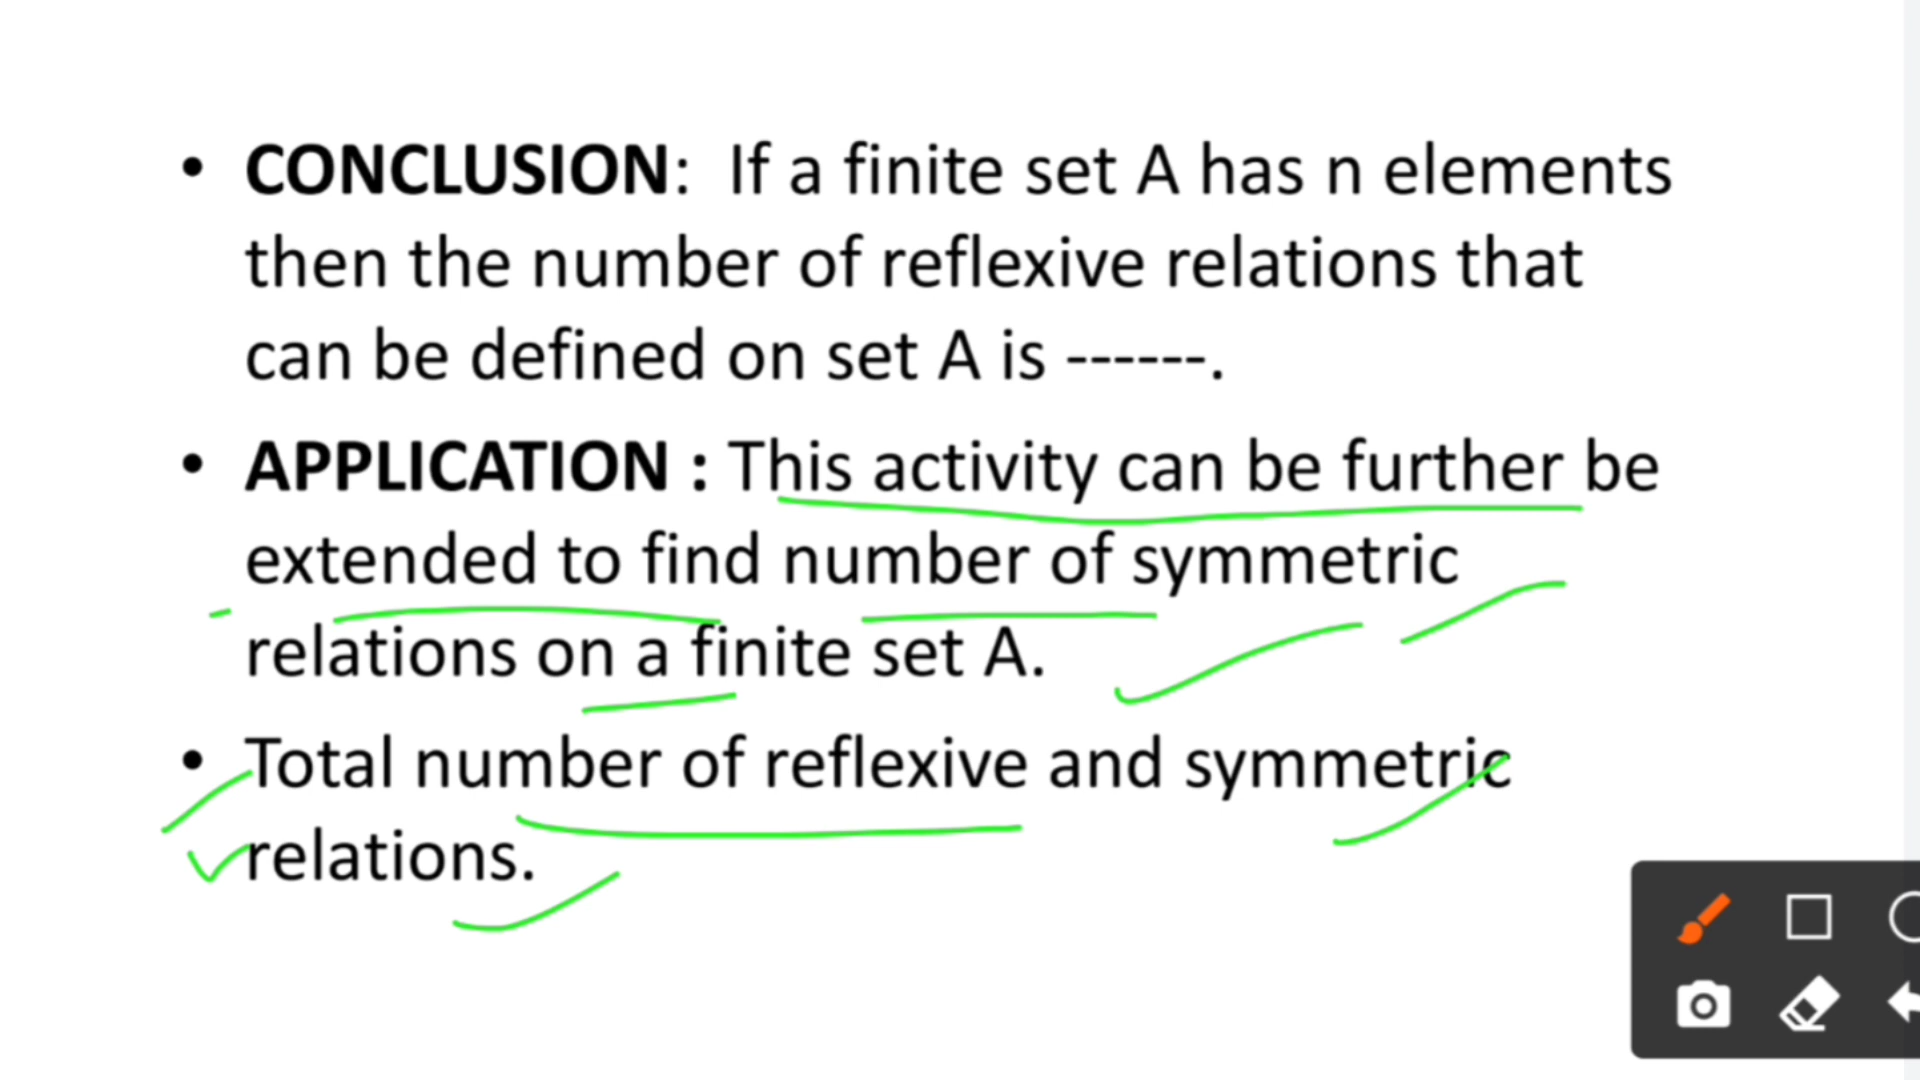 • CONCLUSION: If a finite set A has n elements
then the number of reflexive relations that
can be defined on set A is ------.
• APPLICATION : This activity can be further be
extended to find number of symmetric
relations on a finite set A.
• Total number of reflexive and symmetric
relations.